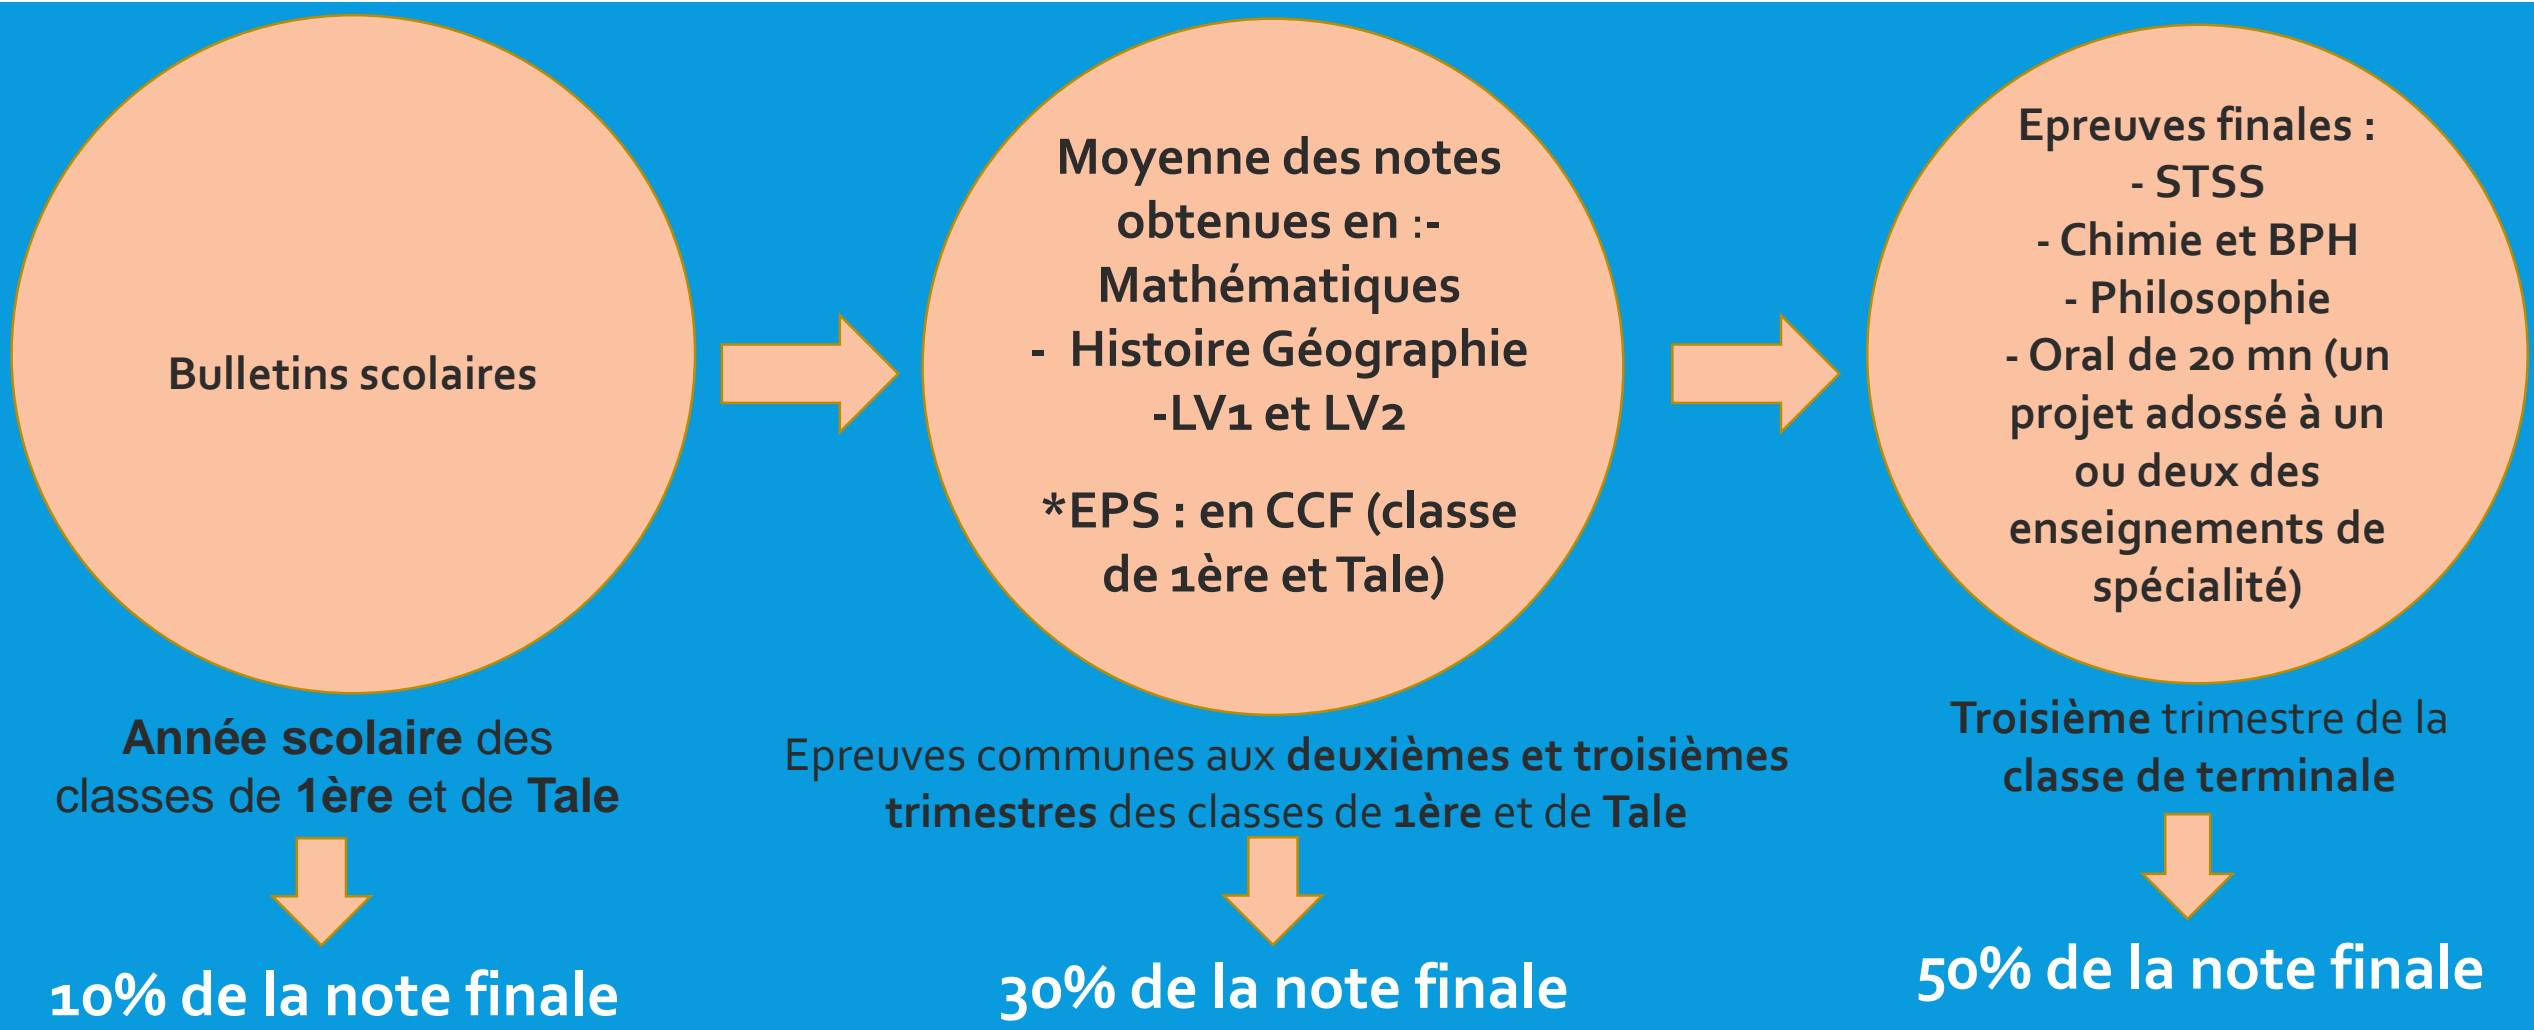 Bulletins scolaires
Année scolaire des
classes de 1ère et de Tale
10% de la note finale
Moyenne des notes
obtenues en :-
Mathématiques
- Histoire Géographie
-LV1 et LV2
*EPS : en CCF (classe
de 1ère et Tale)
Epreuves communes aux deuxièmes et troisièmes
trimestres des classes de 1ère et de Tale
30% de la note finale
Epreuves finales :
- STSS
- Chimie et BPH
- Philosophie
- Oral de 20 mn (un
projet adossé à un
ou deux des
enseignements de
spécialité)
Troisième trimestre de la
classe de terminale
50% de la note finale